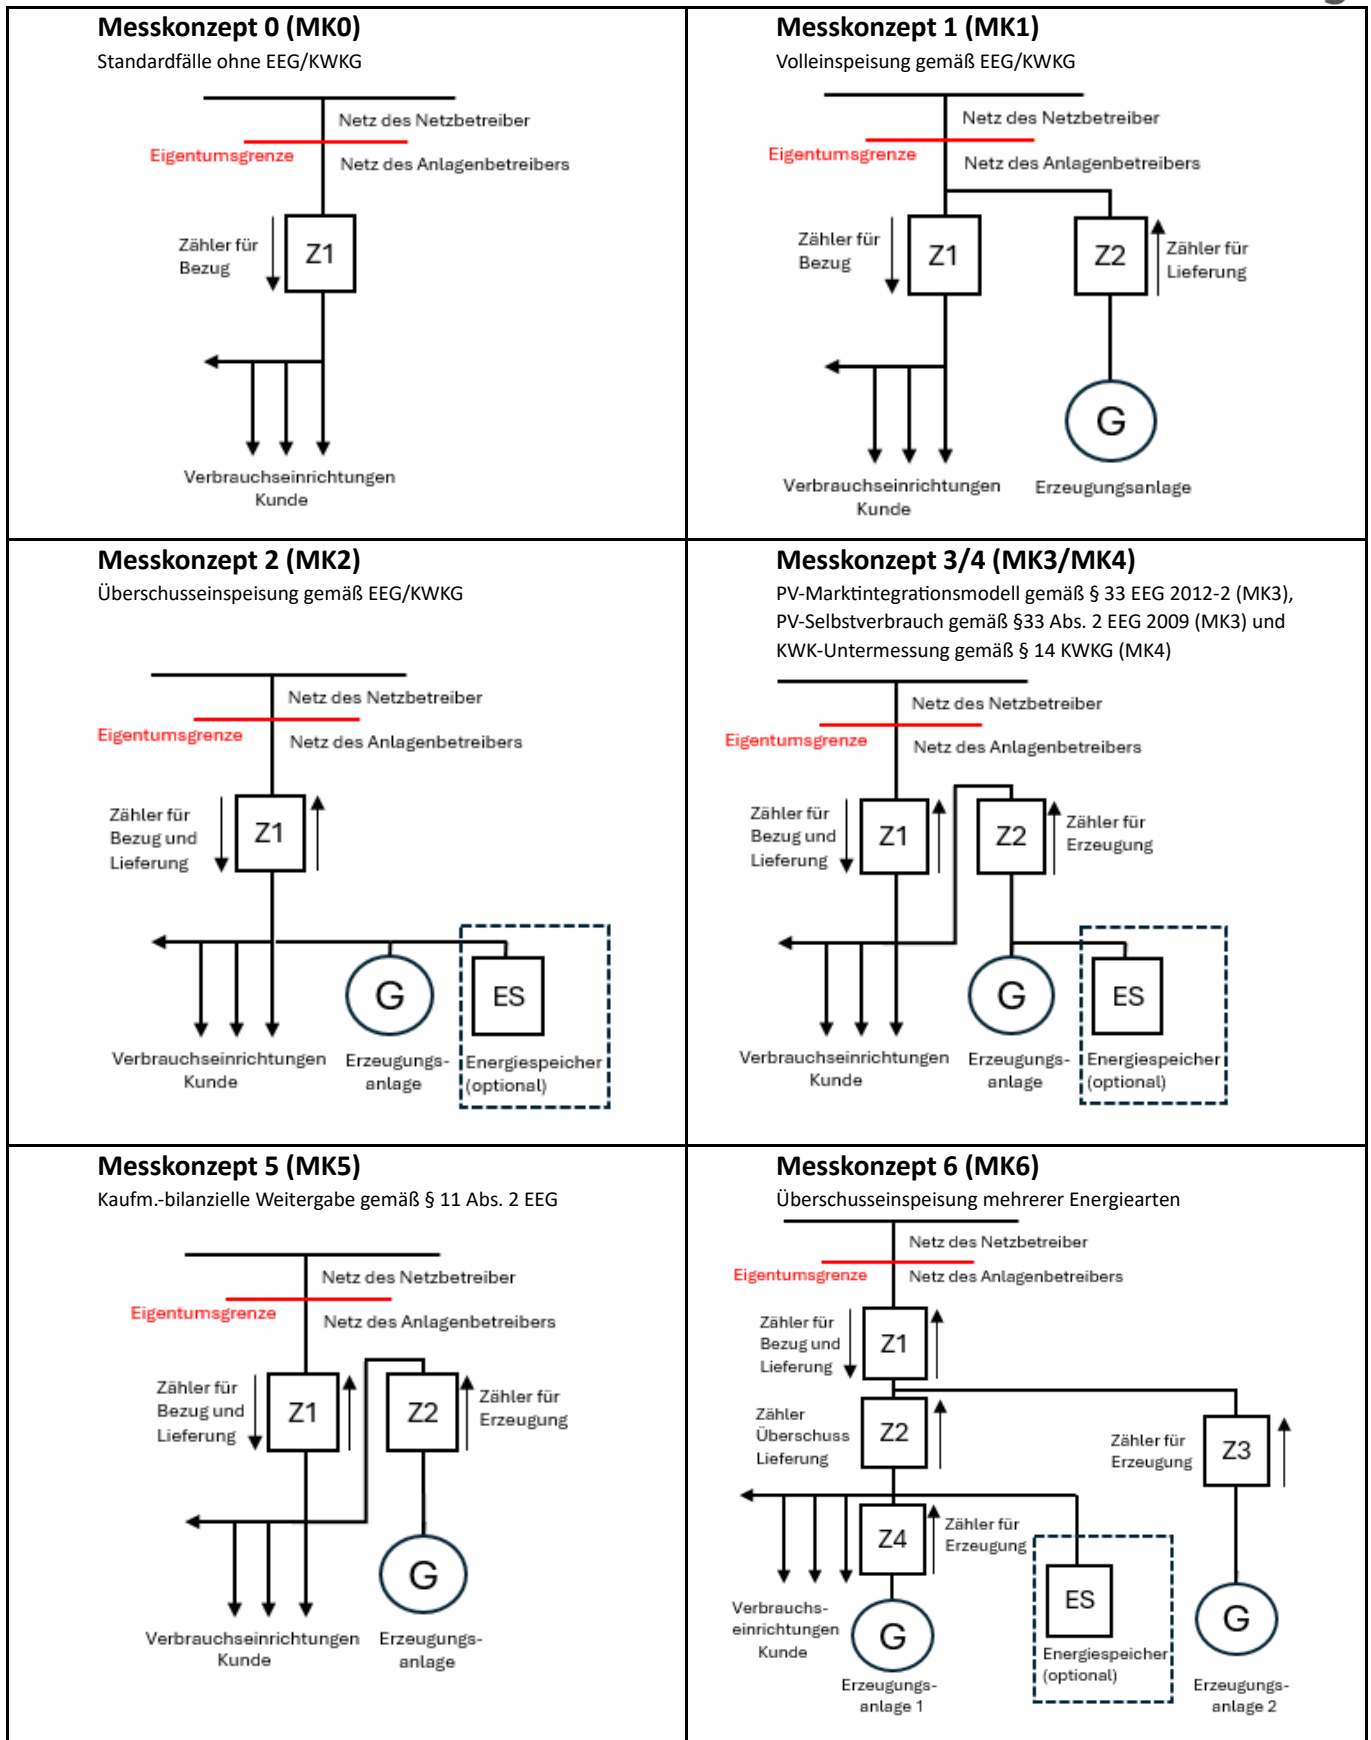 Messkonzept 0 (MK0)
Standardfälle ohne EEG/KWKG
Netz des Netzbetreiber
Eigentumsgrenze
Netz des Anlagenbetreibers
Zähler für
Bezug
Z1
Verbrauchseinrichtungen
Kunde
Messkonzept 1 (MK1)
Volleinspeisung gemäß EEG/KWKG
Netz des Netzbetreiber
Eigentumsgrenze
Netz des Anlagenbetreibers
Zähler für
Bezug
Z1
Z2
Zähler für
Lieferung
G
Verbrauchseinrichtungen
Kunde
Erzeugungsanlage
Messkonzept 2 (MK2)
Überschusseinspeisung gemäß EEG/KWKG
Netz des Netzbetreiber
Eigentumsgrenze
Netz des Anlagenbetreibers
Zähler für
Bezug und
Lieferung
Z1
G
ES
Verbrauchseinrichtungen
Kunde
Erzeugungs-
anlage
Energiespeicher
(optional)
Messkonzept 3/4 (MK3/MK4)
PV-Marktintegrationsmodell gemäß § 33 EEG 2012-2 (MK3),
PV-Selbstverbrauch gemäß §33 Abs. 2 EEG 2009 (MK3) und
KWK-Untermessung gemäß § 14 KWKG (MK4)
Netz des Netzbetreiber
Eigentumsgrenze
Netz des Anlagenbetreibers
Zähler für
Bezug und
Lieferung
Z1
Z2
Zähler für
Erzeugung
G
ES
Verbrauchseinrichtungen
Kunde
Erzeugungs-
anlage
Energiespeicher
(optional)
Messkonzept 5 (MK5)
Kaufm.-bilanzielle Weitergabe gemäß § 11 Abs. 2 EEG
Netz des Netzbetreiber
Eigentumsgrenze
Netz des Anlagenbetreibers
Zähler für
Bezug und
Lieferung
Z1
Z2
Zähler für
Erzeugung
G
Verbrauchseinrichtungen
Kunde
Erzeugungs-
anlage
Messkonzept 6 (MK6)
Überschusseinspeisung mehrerer Energiearten
Netz des Netzbetreiber
Eigentumsgrenze
Netz des Anlagenbetreibers
Zähler für
Bezug und
Lieferung
Z1
Zähler
Überschuss
Lieferung
Z2
Zähler für
Erzeugung
Z3
Z4
Zähler für
Erzeugung
ES
G
G
Verbrauchs-
einrichtungen
Kunde
Energiespeicher
(optional)
Erzeugungs-
anlage 1
Erzeugungs-
anlage 2